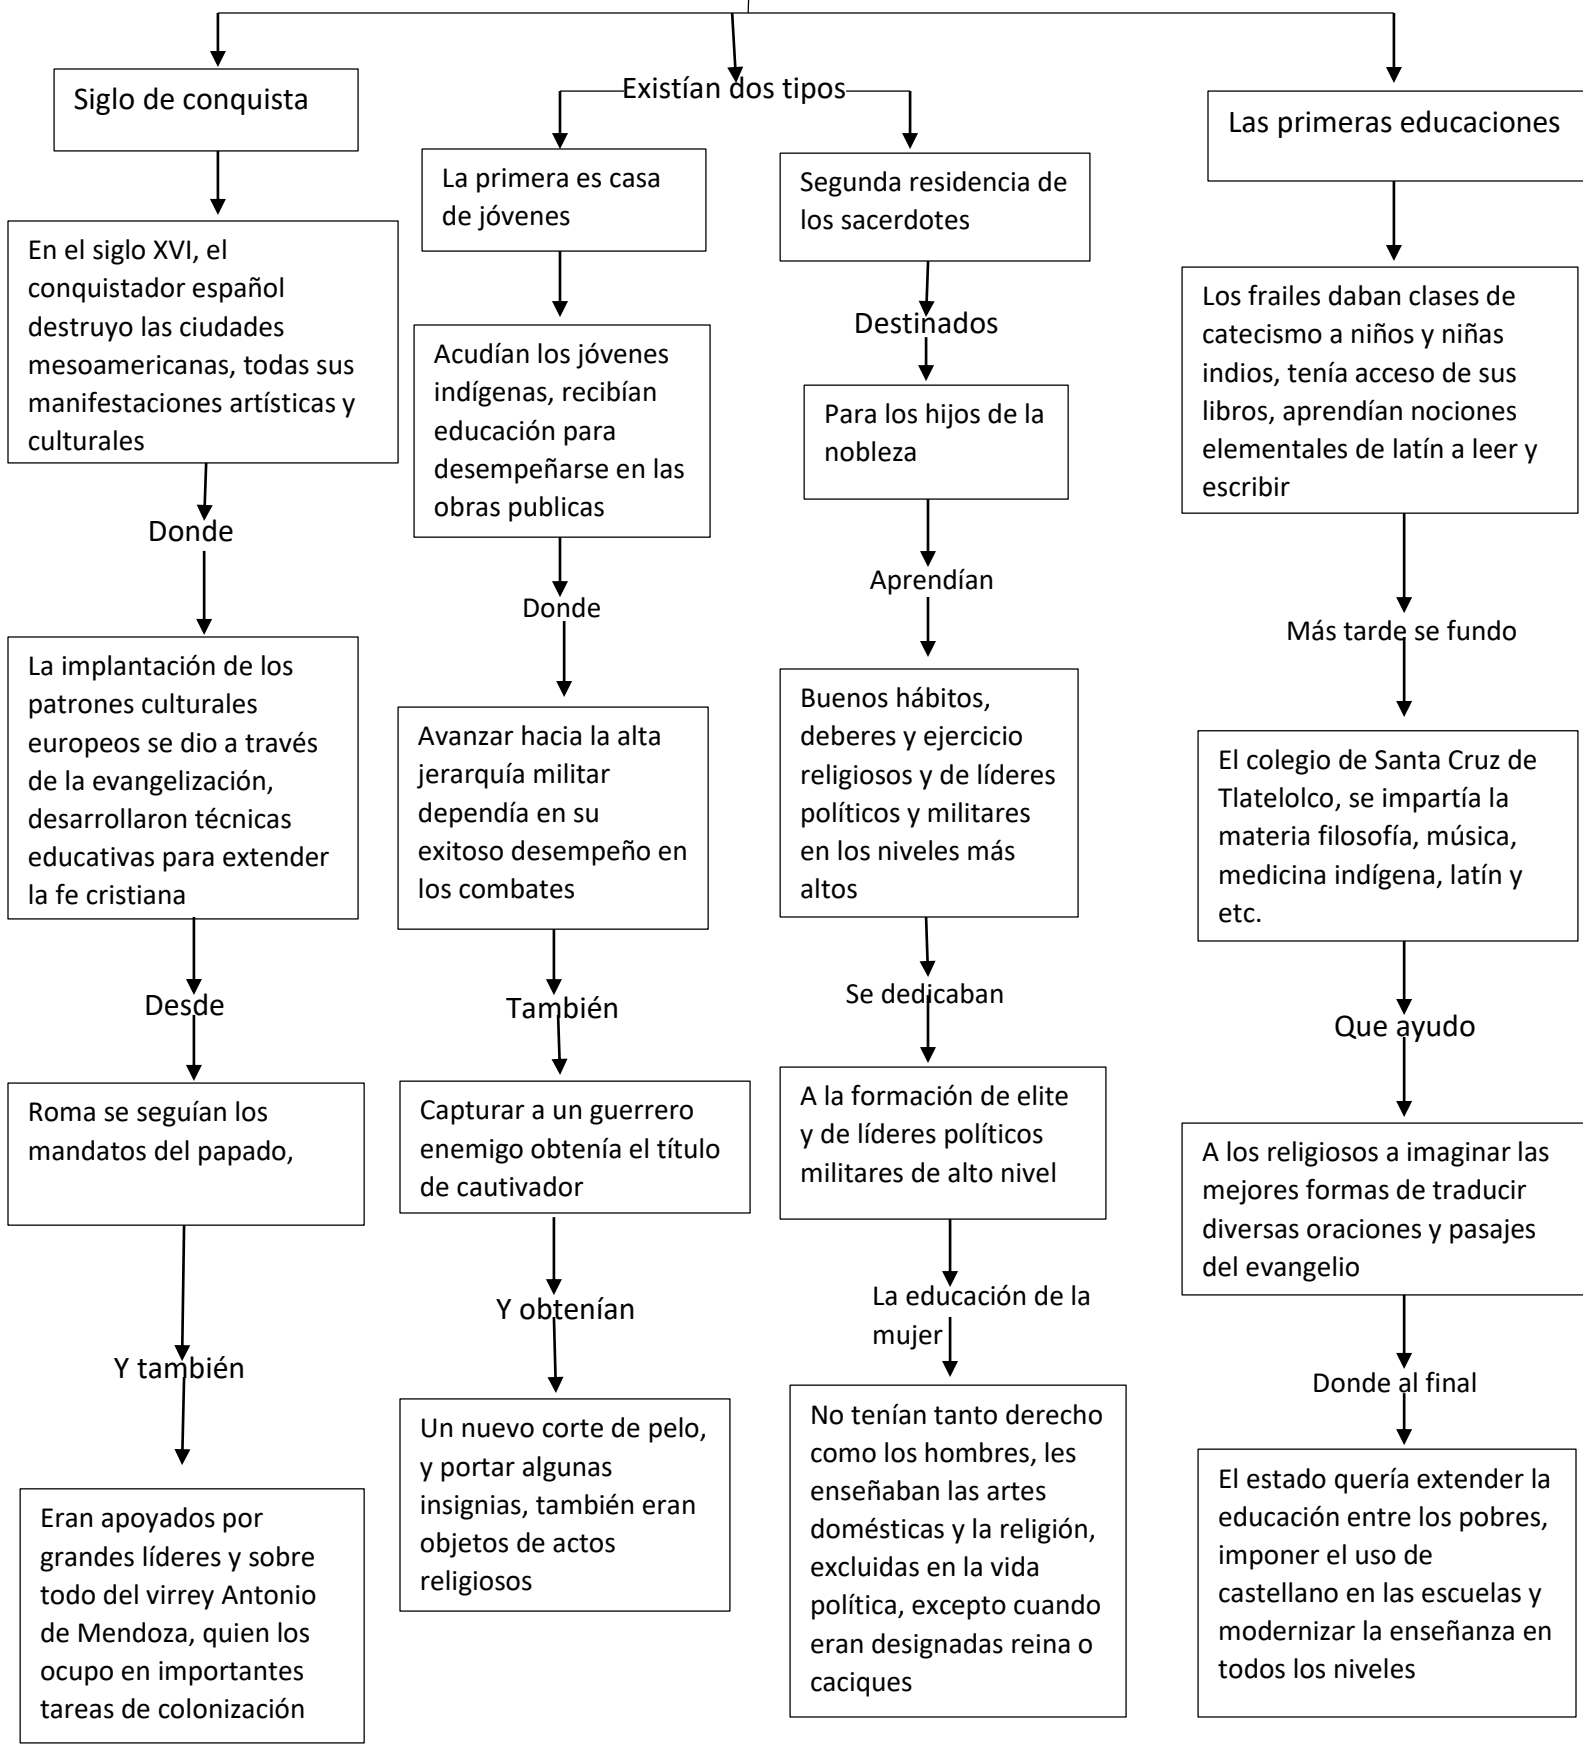 Siglo de conquista
En el siglo XVI, el
conquistador español
destruyo las ciudades
mesoamericanas, todas sus
manifestaciones artísticas y
culturales
Donde
La implantación de los
patrones culturales
europeos se dio a través
de la evangelización,
desarrollaron técnicas
educativas para extender
la fe cristiana
Desde
Roma se seguían los
mandatos del papado,
Y también
Eran apoyados por
grandes líderes y sobre
todo del virrey Antonio
de Mendoza, quien los
ocupo en importantes
tareas de colonización
Existían dos tipos
La primera es casa
de jóvenes
Acudían los jóvenes
indígenas, recibían
educación para
desempeñarse en las
obras publicas
Donde
Avanzar hacia la alta
jerarquía militar
dependía en su
exitoso desempeño en
los combates
También
Capturar a un guerrero
enemigo obtenía el título
de cautivador
Y obtenían
Un nuevo corte de pelo,
y portar algunas
insignias, también eran
objetos de actos
religiosos
Segunda residencia de
los sacerdotes
Destinados
Para los hijos de la
nobleza
Aprendían
Buenos hábitos,
deberes y ejercicio
religiosos y de líderes
políticos y militares
en los niveles más
altos
Se dedicaban
A la formación de elite
y de líderes políticos
militares de alto nivel
La educación de la
mujer
No tenían tanto derecho
como los hombres, les
enseñaban las artes
domésticas y la religión,
excluidas en la vida
política, excepto cuando
eran designadas reina o
caciques
Las primeras educaciones
Los frailes daban clases de
catecismo a niños y niñas
indios, tenía acceso de sus
libros, aprendían nociones
elementales de latín a leer y
escribir
Más tarde se fundo
El colegio de Santa Cruz de
Tlatelolco, se impartía la
materia filosofía, música,
medicina indígena, latín y
etc.
Que ayudo
A los religiosos a imaginar las
mejores formas de traducir
diversas oraciones y pasajes
del evangelio
Donde al final
El estado quería extender la
educación entre los pobres,
imponer el uso de
castellano en las escuelas y
modernizar la enseñanza en
todos los niveles